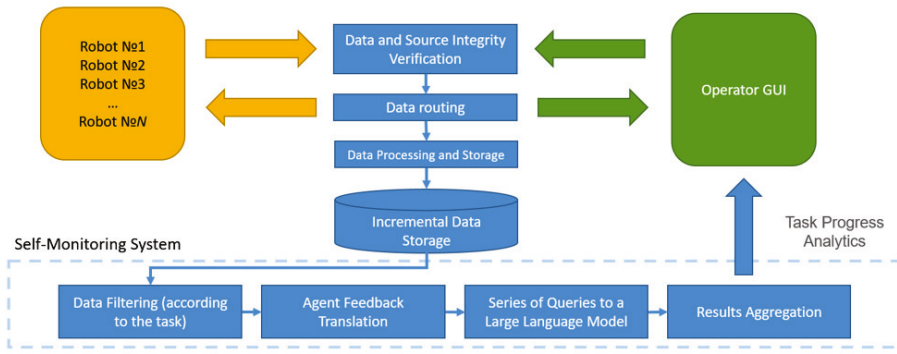 Robot №1
Robot №2
Robot №3
...
Robot №N
Data and Source Integrity
Verification
Data routing
Data Processing and Storage
Incremental Data
Storage
Operator GUI
Task Progress
Analytics
Self-Monitoring System
Data Filtering (according
to the task)
Agent Feedback
Translation
Series of Queries to a
Large Language Model
Results Aggregation